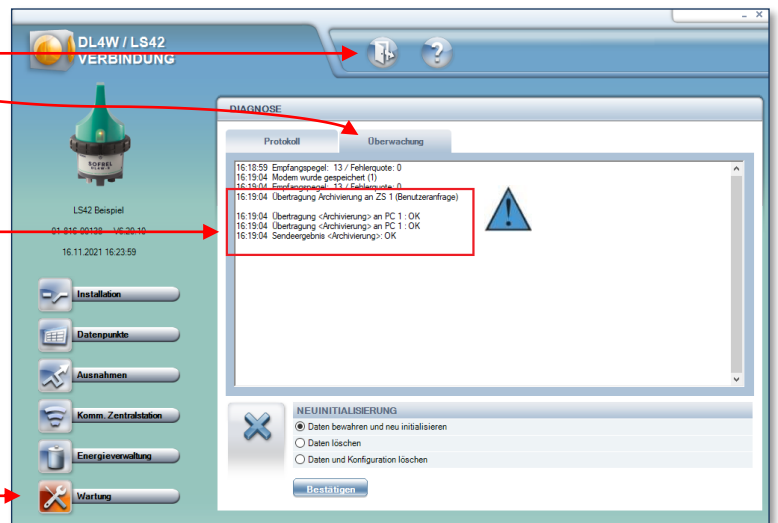 DL4W / LS42
VERBINDUNG
SOFREL
LS42 Beispiel
16.11.2021 16:23:59
Installation
Datenpunkte
Ausnahmen
Komm. Zentralstation
Energieverwaltung
Wartung
DIAGNOSE
Protokoll
Überwachung
16:18:59 Empfangspegel: 13 / Fehlerquote: 0
16:19:04 Modem wurde gespeichert (1)
16:19:04 Empfangspegel: 13 / Fehlerquote: 0
16:19:04 Übertragung Archivierung an ZS 1 (Benutzeranfrage)
16:19:04 Übertragung <Archivierung> an PC 1 : OK
16:19:04 Übertragung <Archivierung> an PC 1 : OK
16:19:04 Sendeergebnis <Archivierung>: OK
NEUINITIALISIERUNG
Daten bewahren und neu initialisieren
Daten löschen
Daten und Konfiguration löschen
Bestätigen